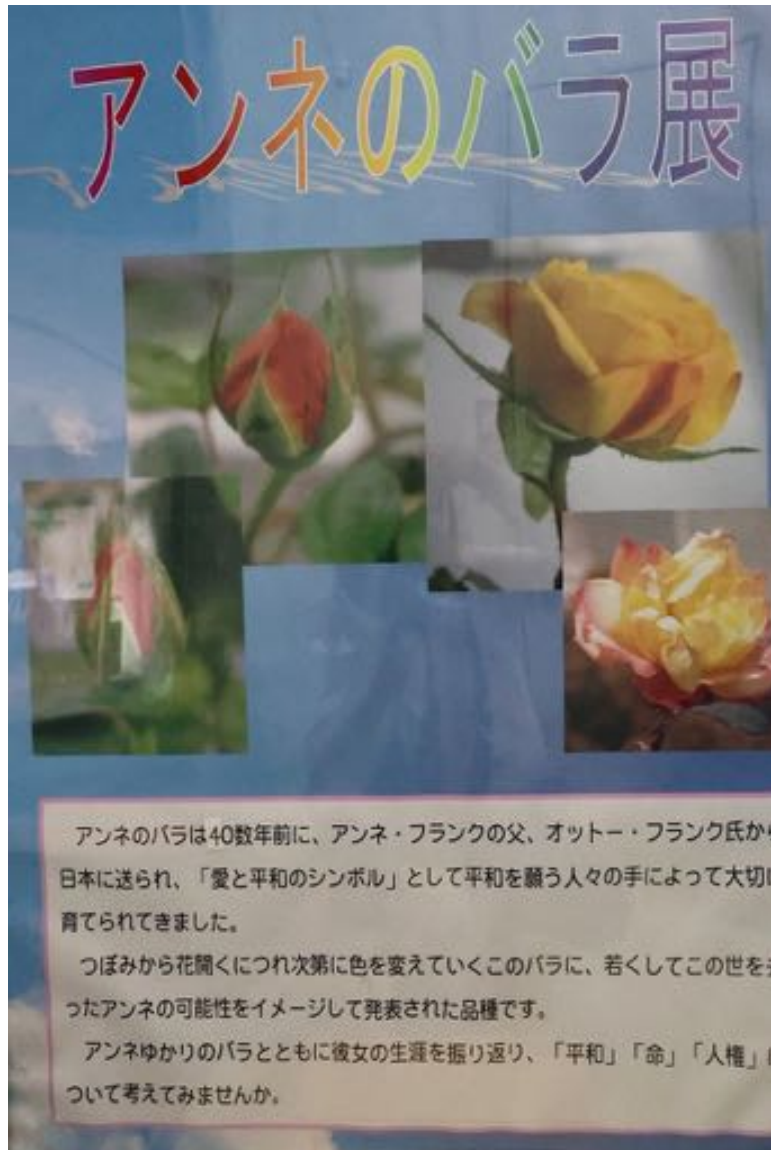 アンネのバラ展
アンネのバラは40数年前に、アンネ・フランクの父、オットー・フランク氏から
日本に送られ、「愛と平和のシンボル」として平和を願う人々の手によって大切に
育てられてきました。
つぼみから花開くにつれ次第に色を変えていくこのバラに、若くしてこの世を去
ったアンネの可能性をイメージして発表された品種です。
アンネゆかりのバラとともに彼女の生涯を振り返り、「平和」「命」「人権」に
ついて考えてみませんか。